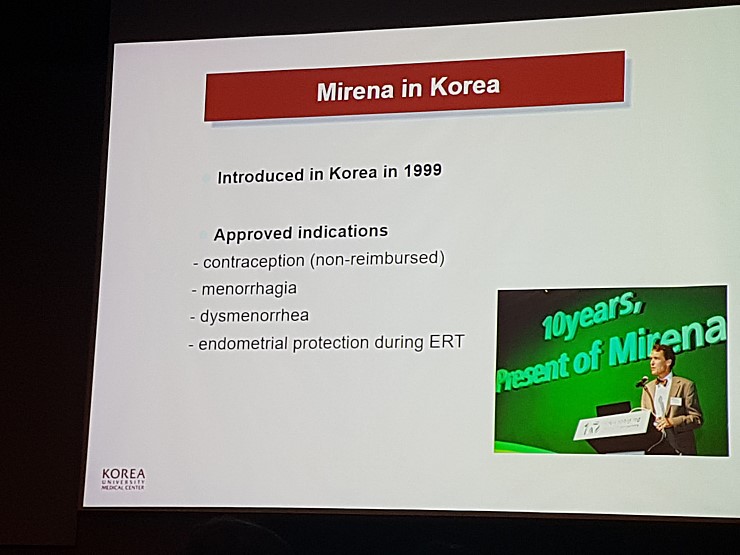 Mirena in Korea
Introduced in Korea in 1999
Approved indications
- contraception (non-reimbursed)
- menorrhagia
- dysmenorrhea
- endometrial protection during ERT
10years,
Present of Mirena
KOREA
UNIVERSITY
MEDICAL CENTER